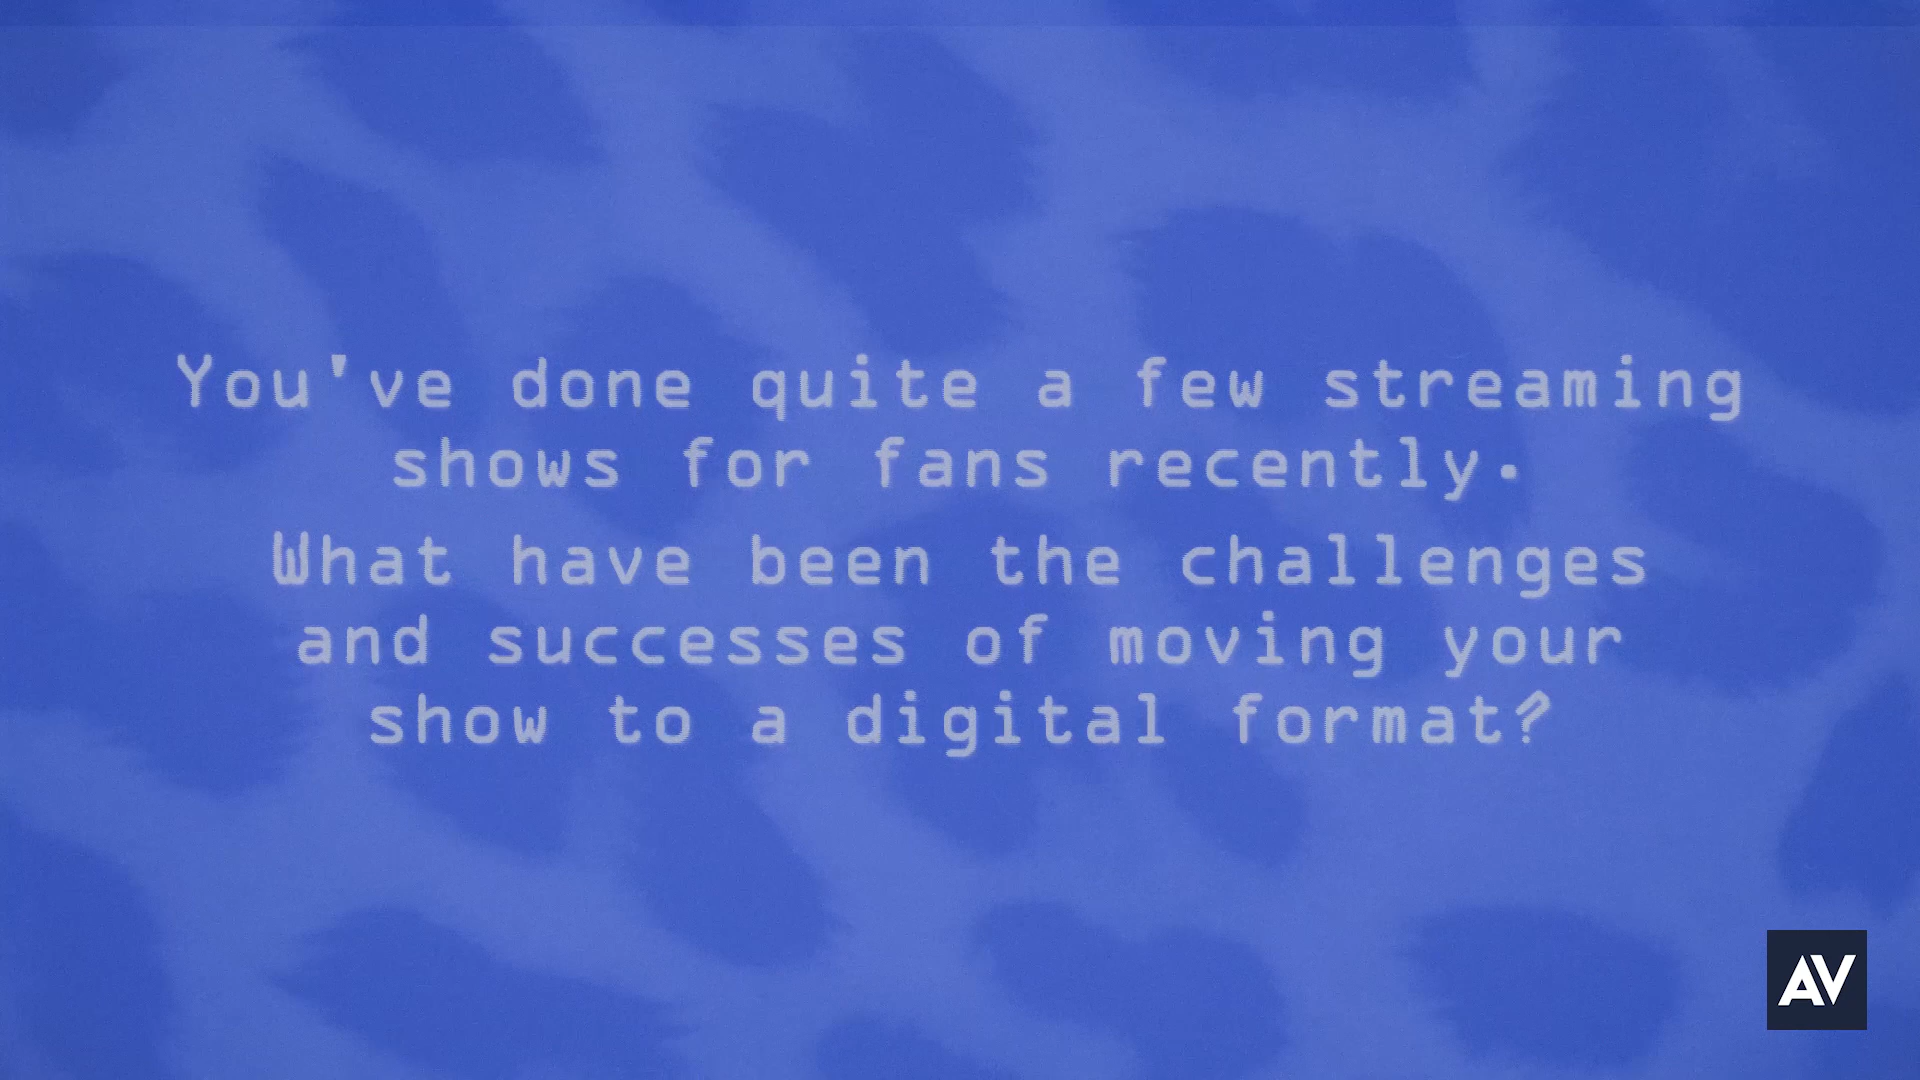 You've done quite a few streaming
shows for fans recently.
What have been the challenges
and successes of moving your
show to a digital format?
AV